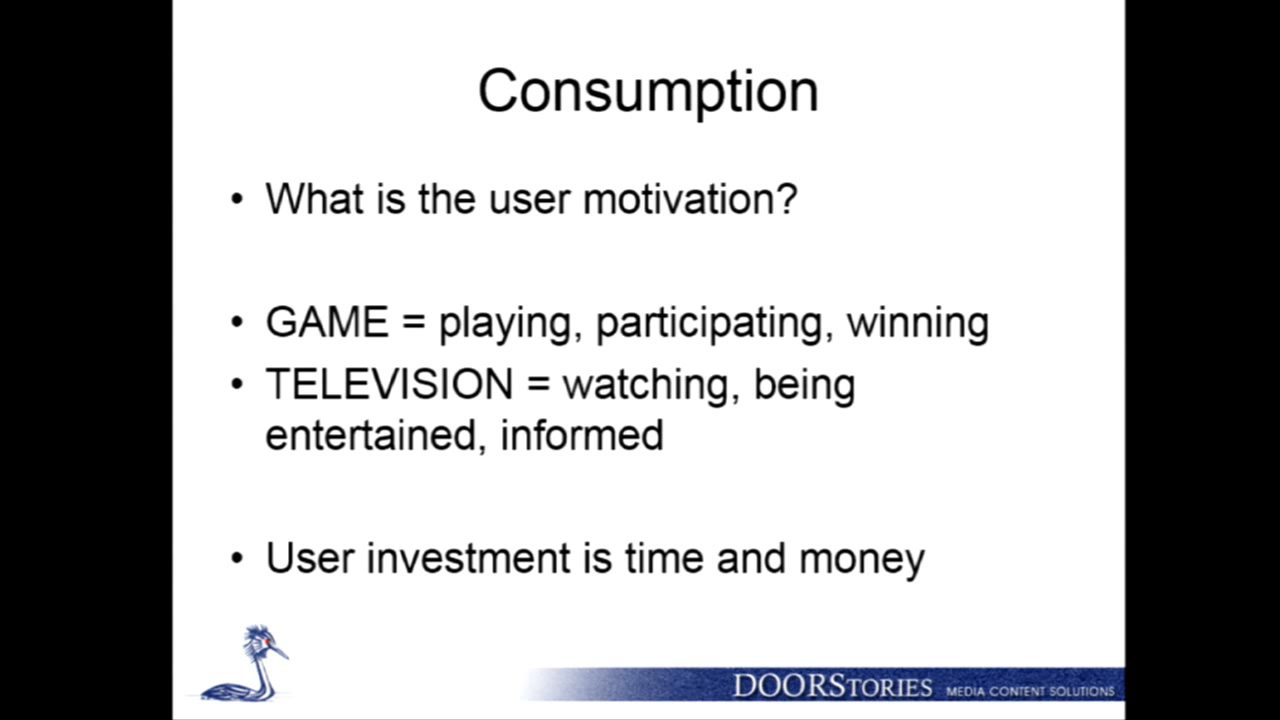 Consumption
• What is the user motivation?
• GAME = playing, participating, winning
• TELEVISION = watching, being
entertained, informed
• User investment is time and money
DOORSTORIES MEDIA CONTENT SOLUTIONS